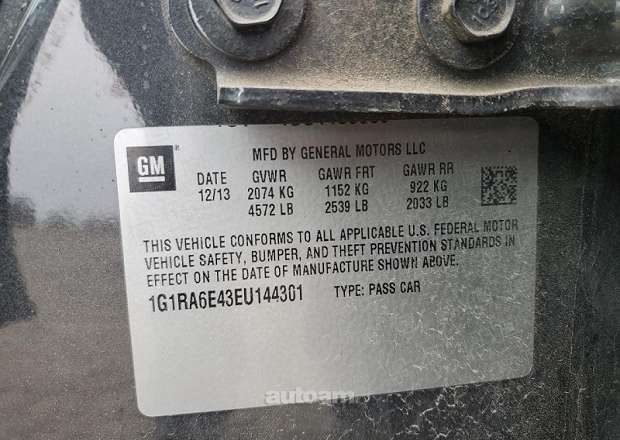 GM
MFD BY GENERAL MOTORS LLC
DATE GVWR GAWR FRT GAWR RR
12/13 2074 KG 1152 KG 922 KG
4572 LB 2539 LB 2033 LB
THIS VEHICLE CONFORMS TO ALL APPLICABLE U.S. FEDERAL MOTOR
VEHICLE SAFETY, BUMPER, AND THEFT PREVENTION STANDARDS IN
EFFECT ON THE DATE OF MANUFACTURE SHOWN ABOVE.
1G1RA6E43EU144301 TYPE: PASS CAR
autoam